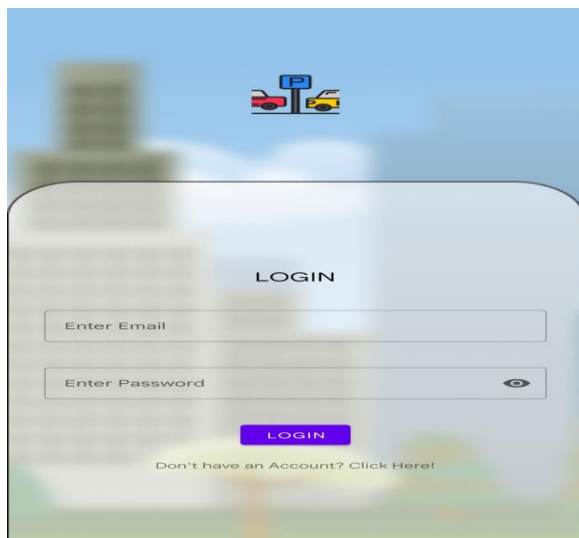 P
LOGIN
Enter Email
Enter Password
LOGIN
Don't have an Account? Click Here!